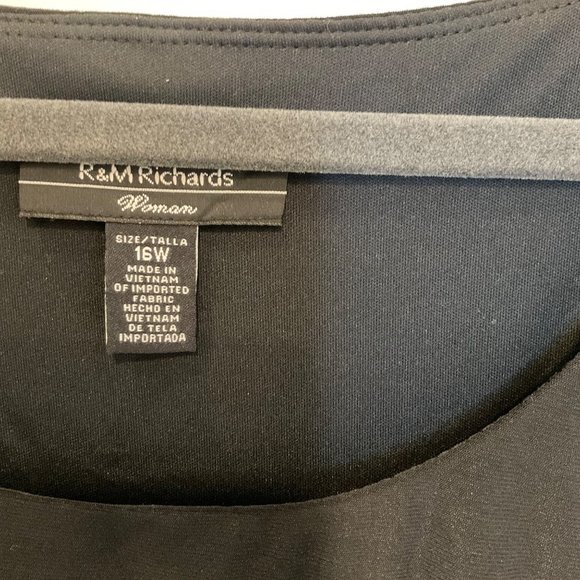 R&M Richards
Woman
SIZE/TALLA
16W
MADE IN
VIETNAM
OF IMPORTED
FABRIC
HECHO EN
VIETNAM
DE TELA
IMPORTADA